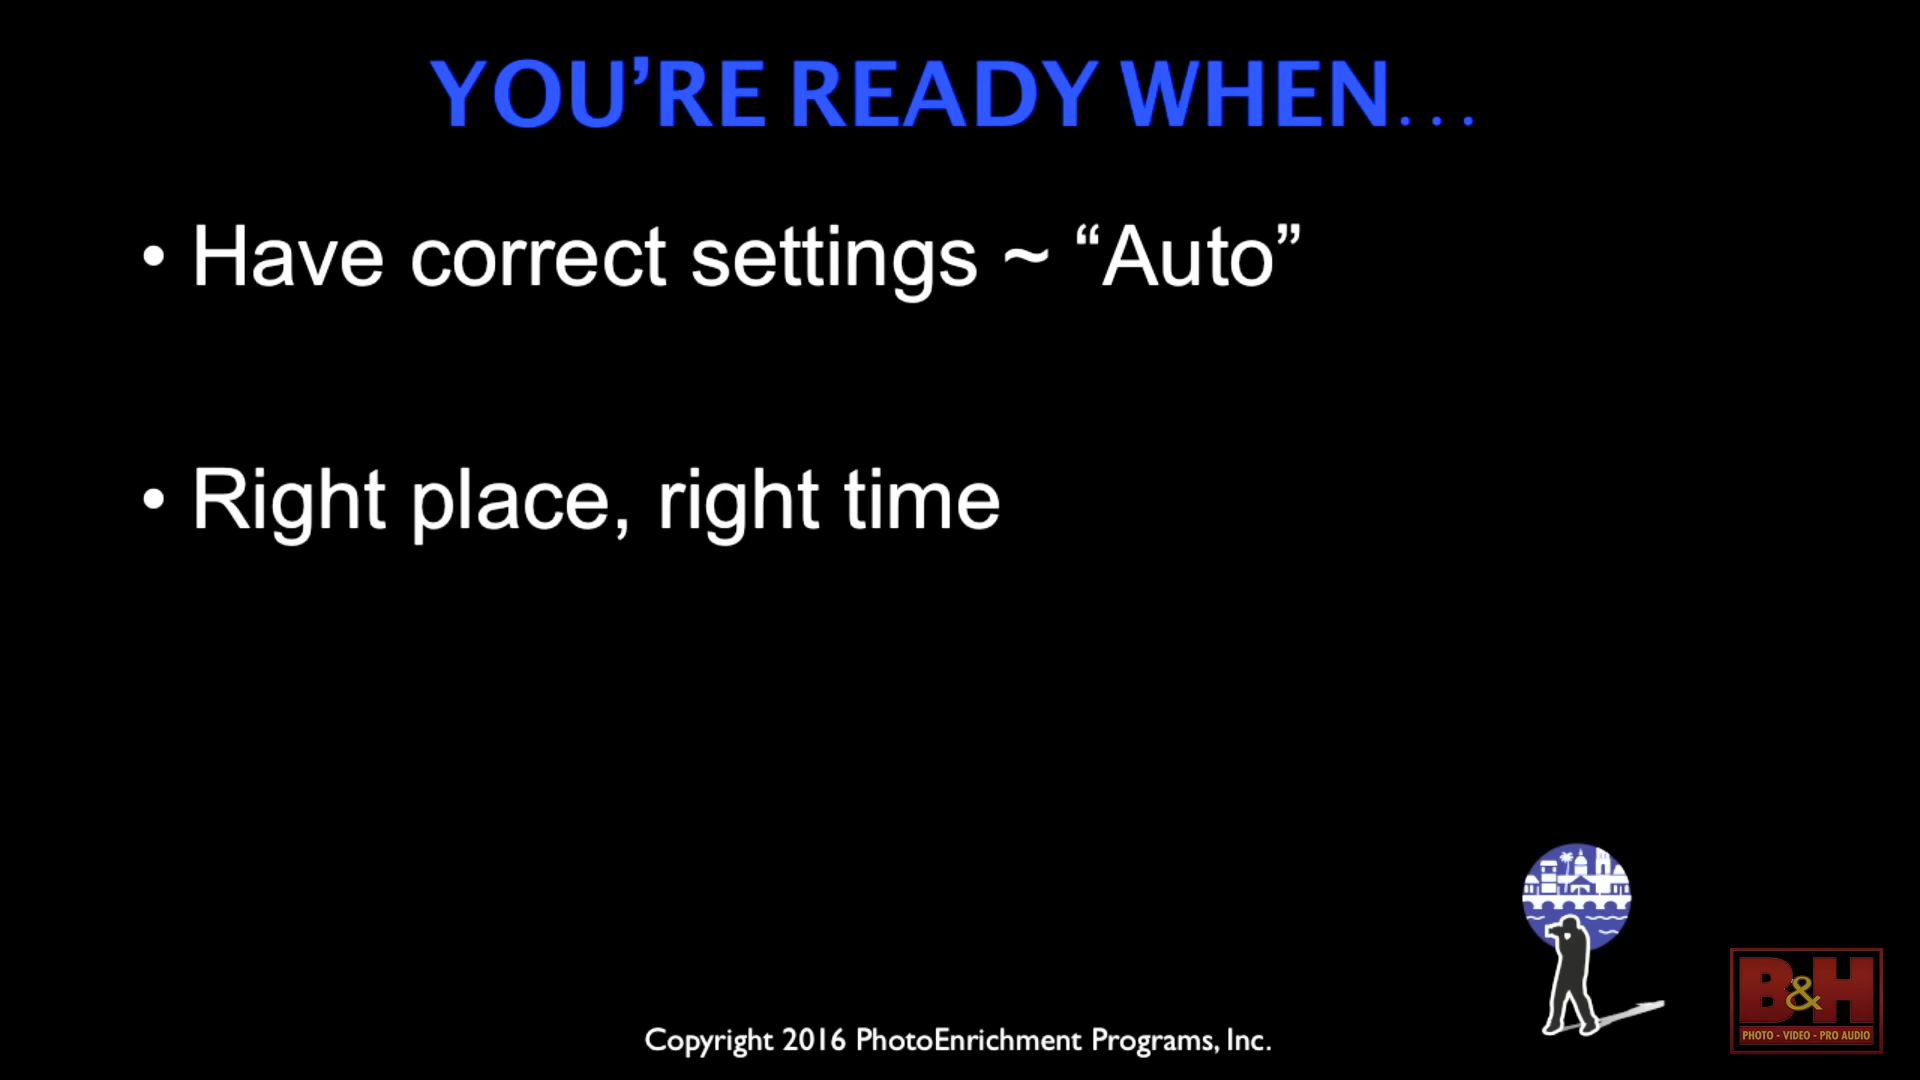 YOU’RE READY WHEN...
• Have correct settings ~ “Auto”
• Right place, right time
Copyright 2016 PhotoEnrichment Programs, Inc.
B&H
PHOTO - VIDEO - PRO AUDIO